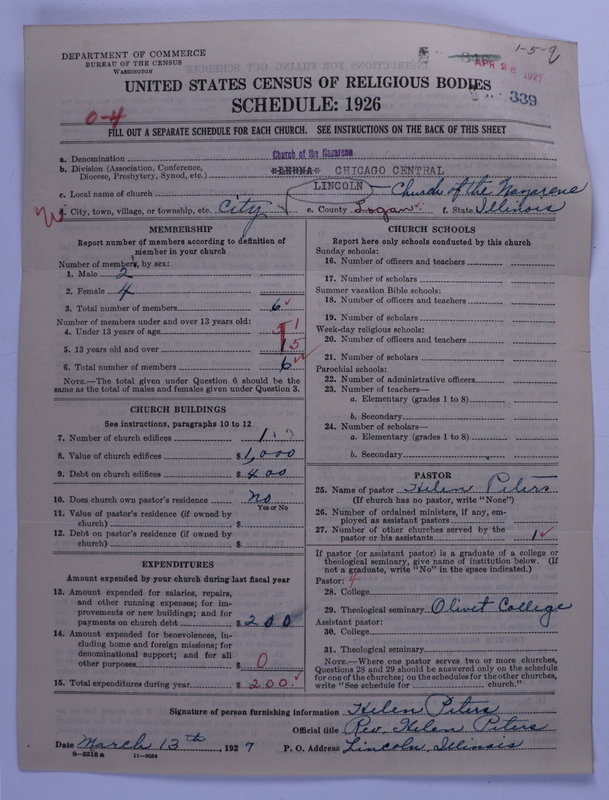 DEPARTMENT OF COMMERCE
BUREAU OF THE CENSUS
WASHINGTON
1-5-9
APR 26 1927
339
UNITED STATES CENSUS OF RELIGIOUS BODIES
SCHEDULE: 1926
0-4
FILL OUT A SEPARATE SCHEDULE FOR EACH CHURCH. SEE INSTRUCTIONS ON THE BACK OF THIS SHEET
a. Denomination Church of the Nazarene
b. Division (Association, Conference, Diocese, Presbytery, Synod, etc.) CHICAGO CENTRAL
c. Local name of church LINCOLN Church of the Nazarene
d. City, town, village, or township, etc. City e. County Logan f. State Illinois
MEMBERSHIP
Report number of members according to definition of member in your church
Number of members, by sex:
1. Male 2
2. Female 4
3. Total number of members 6
Number of members under and over 13 years old:
4. Under 13 years of age 1
5. 13 years old and over 5
6. Total number of members 6
NOTE.—The total given under Question 6 should be the same as the total of males and females given under Question 3.
CHURCH BUILDINGS
See instructions, paragraphs 10 to 12
7. Number of church edifices 1
8. Value of church edifices $ 1,000
9. Debt on church edifices $ 400
10. Does church own pastor's residence No
Yes or No
11. Value of pastor's residence (if owned by church) $
12. Debt on pastor's residence (if owned by church) $
EXPENDITURES
Amount expended by your church during last fiscal year
13. Amount expended for salaries, repairs, and other running expenses; for improvements or new buildings; and for payments on church debt $ 200
14. Amount expended for benevolences, including home and foreign missions; for denominational support; and for all other purposes $ 0
15. Total expenditures during year $ 200
CHURCH SCHOOLS
Report here only schools conducted by this church
Sunday schools:
16. Number of officers and teachers
17. Number of scholars
Summer vacation Bible schools:
18. Number of officers and teachers
19. Number of scholars
Week-day religious schools:
20. Number of officers and teachers
21. Number of scholars
Parochial schools:
22. Number of administrative officers
23. Number of teachers—
a. Elementary (grades 1 to 8)
b. Secondary
24. Number of scholars—
a. Elementary (grades 1 to 8)
b. Secondary
PASTOR
25. Name of pastor Helen Peters
(If church "has no pastor, write "None")
26. Number of ordained ministers, if any, employed as assistant pastors
27. Number of other churches served by the pastor or his assistants 1
If pastor (or assistant pastor) is a graduate of a college or theological seminary, give name of institution below. (If not a graduate, write "No" in the space indicated.)
Pastor: 4
28. College
29. Theological seminary Olivet College
Assistant pastor:
30. College
31. Theological seminary
NOTE.—Where one pastor serves two or more churches, Questions 28 and 29 should be answered only on the schedule for one of the churches; on the schedules for the other churches, write "See schedule for church."
Signature of person furnishing information Helen Peters
Official title Rev. Helen Peters
Date March 13th, 1927 P. O. Address Lincoln, Illinois
8-5318a 11-9084